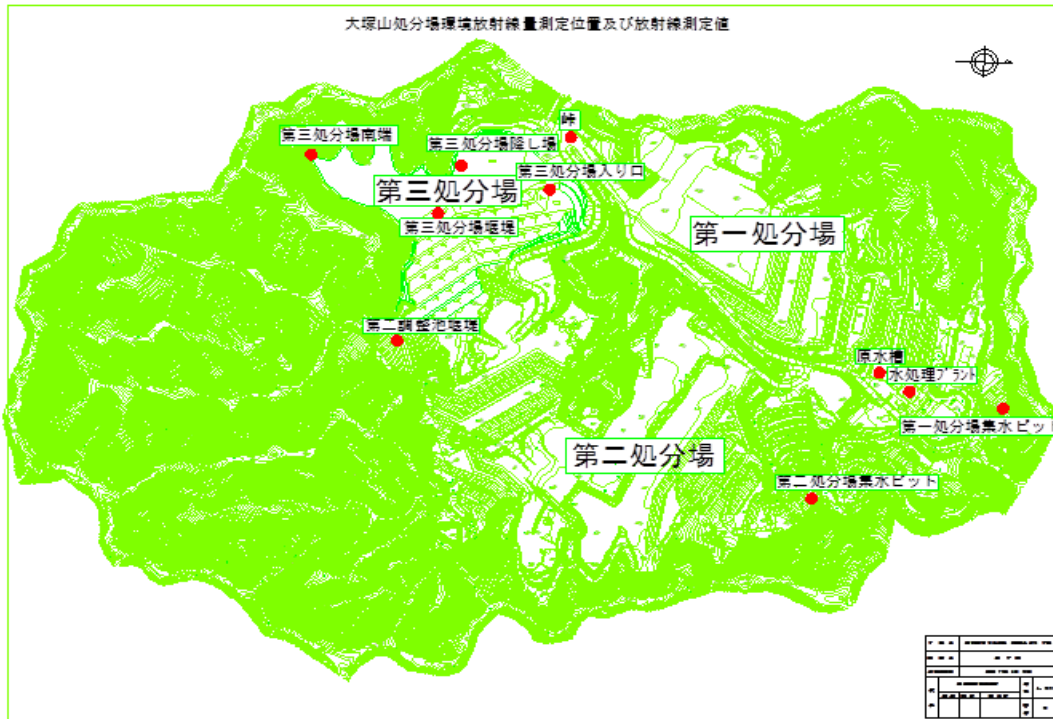 大塚山処分場環境放射線量測定位置及び放射線測定値
峠
第三処分場南端
第三処分場降し場
第三処分場入り口
第三処分場
第三処分場堰堤
第一処分場
第二調整池堰堤
原水槽
水処理プラント
第一処分場集水ピット
第二処分場
第二処分場集水ピット